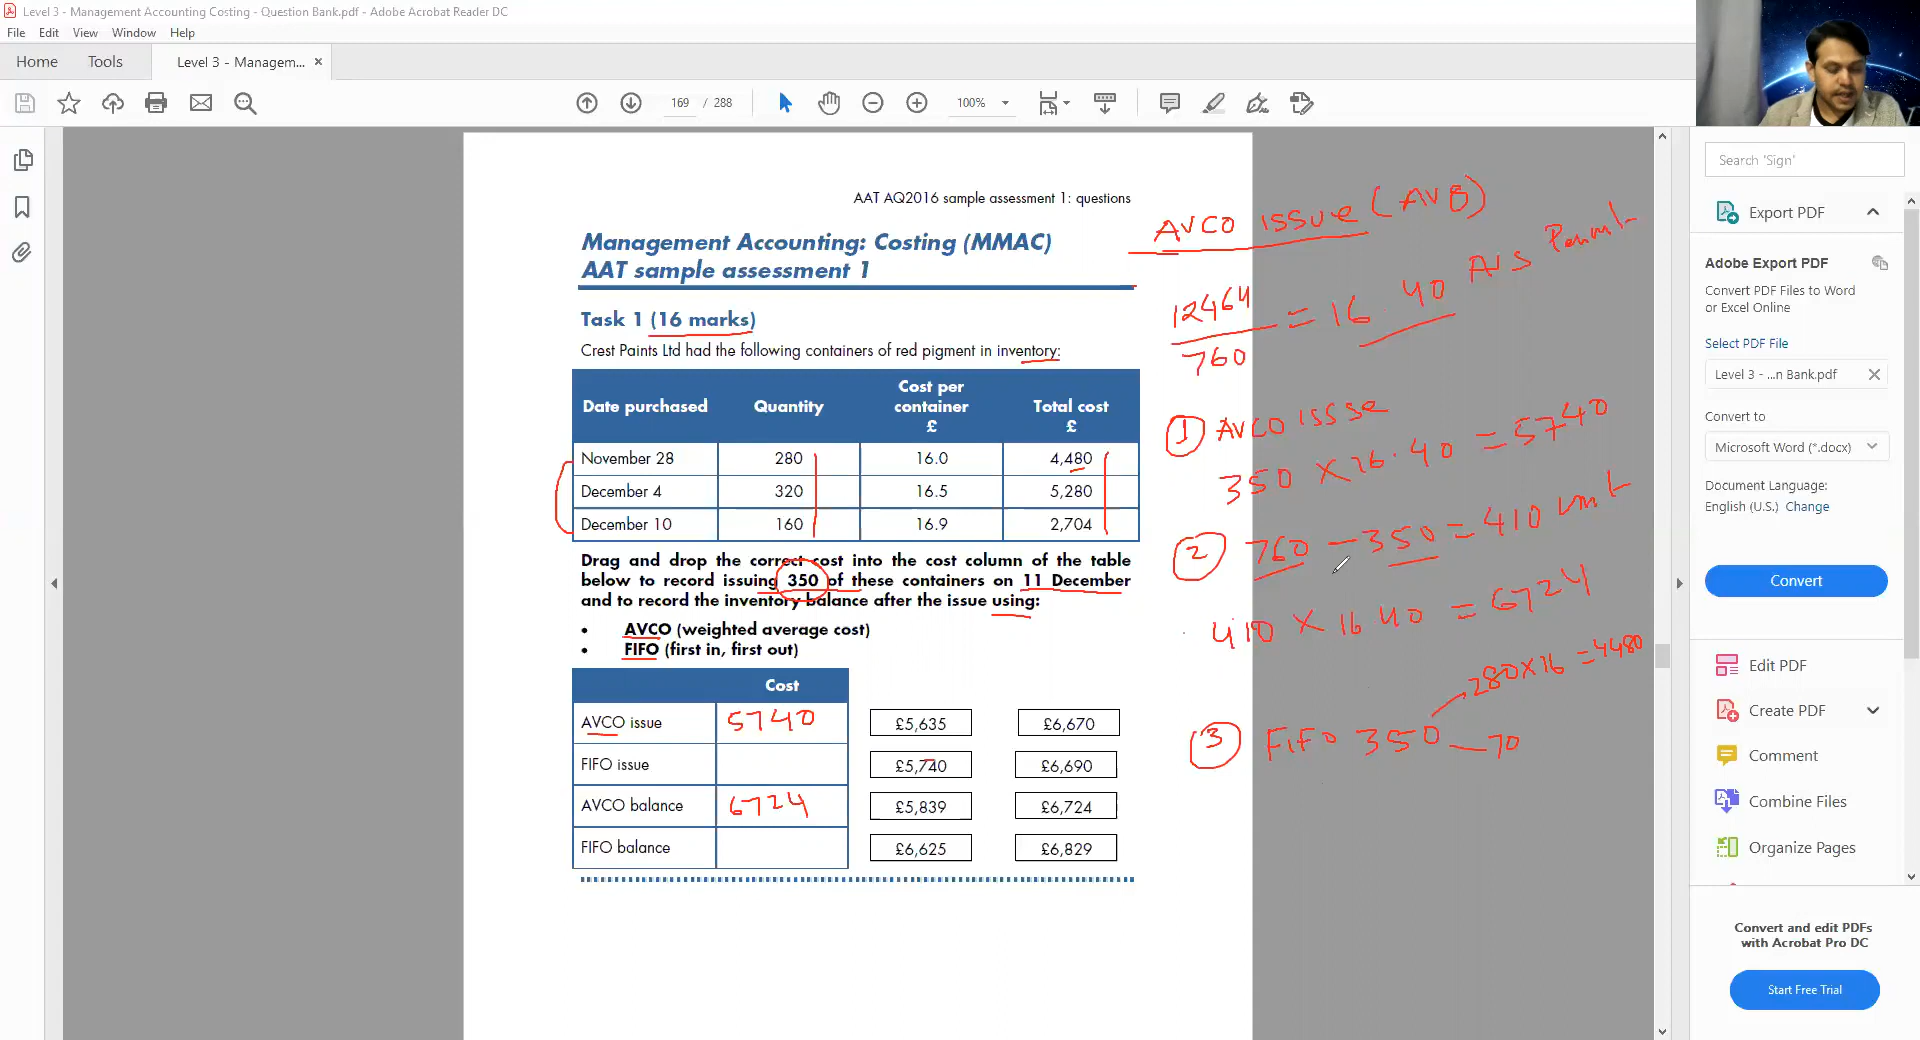 Level 3 - Management Accounting Costing - Question Bank.pdf - Adobe Acrobat Reader DC
File Edit View Window Help
Home Tools Level 3 - Managem... ×
169 / 288 100%
Search 'Sign'
Export PDF
Adobe Export PDF
Convert PDF Files to Word
or Excel Online
Select PDF File
Level 3 - ...n Bank.pdf
Convert to
Microsoft Word (*.docx)
Document Language:
English (U.S.) Change
Convert
Edit PDF
Create PDF
Comment
Combine Files
Organize Pages
Convert and edit PDFs
with Acrobat Pro DC
Start Free Trial
AAT AQ2016 sample assessment 1: questions
Management Accounting: Costing (MMAC)
AAT sample assessment 1
Task 1 (16 marks)
Crest Paints Ltd had the following containers of red pigment in inventory:
Date purchased Quantity Cost per container £ Total cost £
November 28 280 16.0 4,480
December 4 320 16.5 5,280
December 10 160 16.9 2,704
Drag and drop the correct cost into the cost column of the table
below to record issuing 350 of these containers on 11 December
and to record the inventory balance after the issue using:
• AVCO (weighted average cost)
• FIFO (first in, first out)
Cost
AVCO issue 5740 £5,635 £6,670
FIFO issue £5,740 £6,690
AVCO balance 6724 £5,839 £6,724
FIFO balance £6,625 £6,829
AVCO issue (AVG)
12464
760
= 16.40
1 AVCO issse
350 × 16.40 = 5740
2 760 - 350 = 410 unit
410 × 16 40 = 6724
280×16 = 4480
3 FiFo 350 70